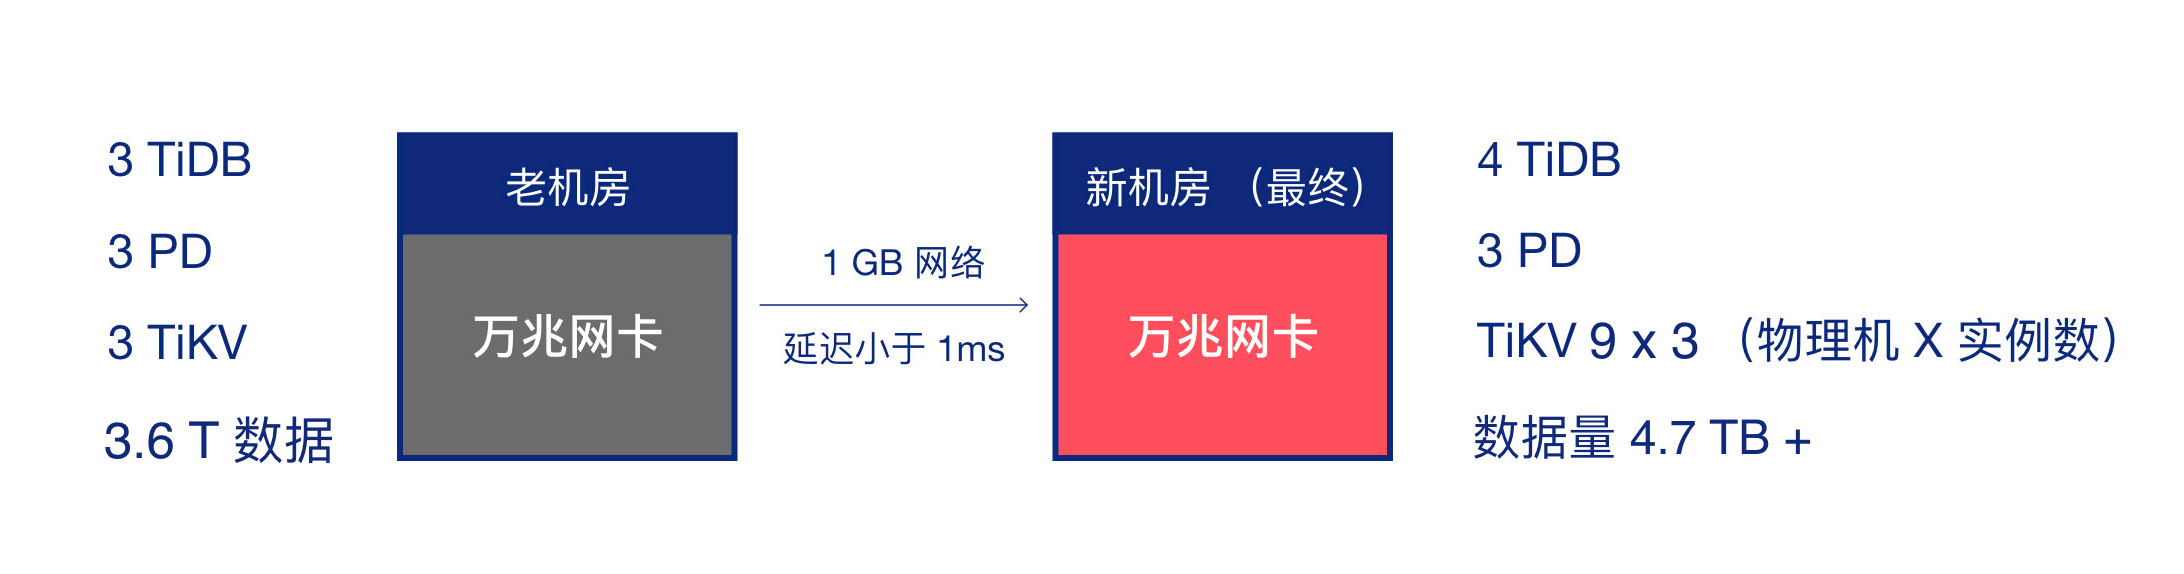 3 TiDB
3 PD
3 TiKV
3.6 T 数据
老机房
万兆网卡
1 GB 网络
延迟小于 1ms
新机房 （最终）
万兆网卡
4 TiDB
3 PD
TiKV 9 x 3 （物理机 X 实例数）
数据量 4.7 TB +